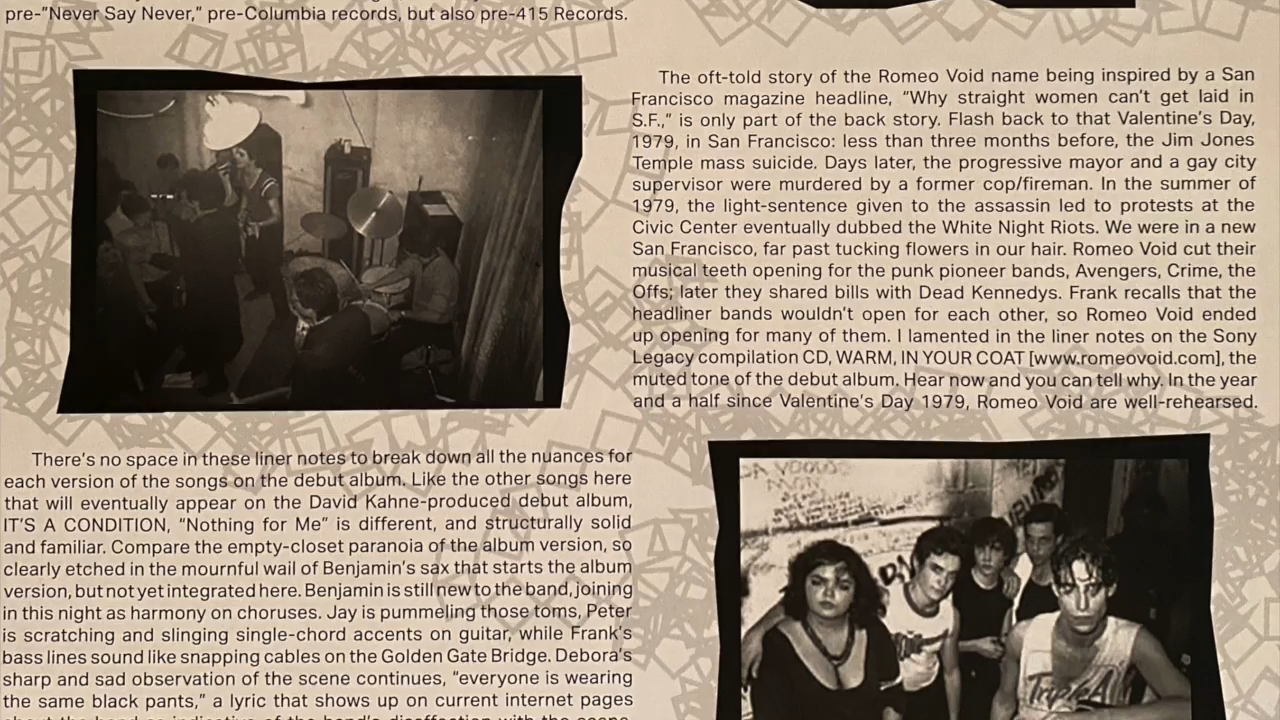 pre-"Never Say Never," pre-Columbia records, but also pre-415 Records.
There's no space in these liner notes to break down all the nuances for
each version of the songs on the debut album. Like the other songs here
that will eventually appear on the David Kahne-produced debut album,
IT'S A CONDITION, "Nothing for Me" is different, and structurally solid
and familiar. Compare the empty-closet paranoia of the album version, so
clearly etched in the mournful wail of Benjamin's sax that starts the album
version, but not yet integrated here. Benjamin is still new to the band, joining
in this night as harmony on choruses. Jay is pummeling those toms, Peter
is scratching and slinging single-chord accents on guitar, while Frank's
bass lines sound like snapping cables on the Golden Gate Bridge. Debora's
sharp and sad observation of the scene continues, "everyone is wearing
the same black pants," a lyric that shows up on current internet pages
about the band as indicative of the band's disaffection with the scene.
The oft-told story of the Romeo Void name being inspired by a San
Francisco magazine headline, "Why straight women can't get laid in
S.F.," is only part of the back story. Flash back to that Valentine's Day,
1979, in San Francisco: less than three months before, the Jim Jones
Temple mass suicide. Days later, the progressive mayor and a gay city
supervisor were murdered by a former cop/fireman. In the summer of
1979, the light-sentence given to the assassin led to protests at the
Civic Center eventually dubbed the White Night Riots. We were in a new
San Francisco, far past tucking flowers in our hair. Romeo Void cut their
musical teeth opening for the punk pioneer bands, Avengers, Crime, the
Offs; later they shared bills with Dead Kennedys. Frank recalls that the
headliner bands wouldn't open for each other, so Romeo Void ended
up opening for many of them. I lamented in the liner notes on the Sony
Legacy compilation CD, WARM, IN YOUR COAT [www.romeovoid.com], the
muted tone of the debut album. Hear now and you can tell why. In the year
and a half since Valentine's Day 1979, Romeo Void are well-rehearsed.